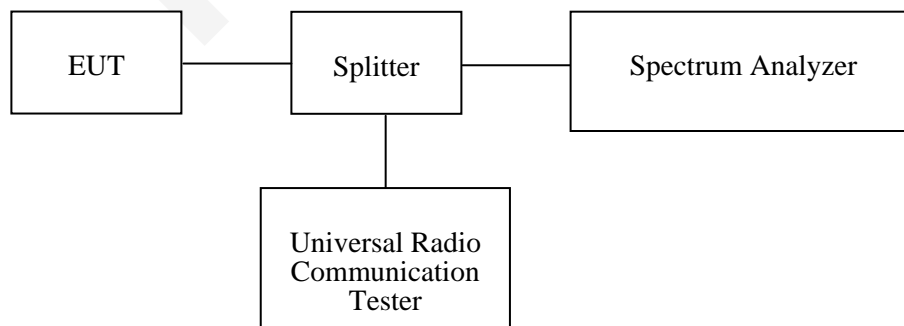 EUT
Splitter
Spectrum Analyzer
Universal Radio
Communication
Tester